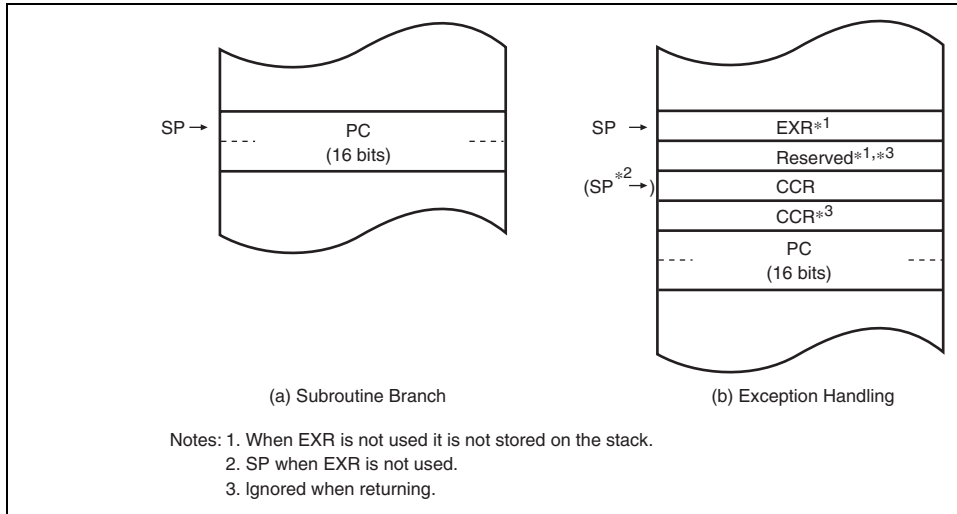 SP →
PC
(16 bits)
(a) Subroutine Branch
SP →
EXR*1
Reserved*1,*3
(SP*2 →)
CCR
CCR*3
PC
(16 bits)
(b) Exception Handling
Notes: 1. When EXR is not used it is not stored on the stack.
2. SP when EXR is not used.
3. Ignored when returning.